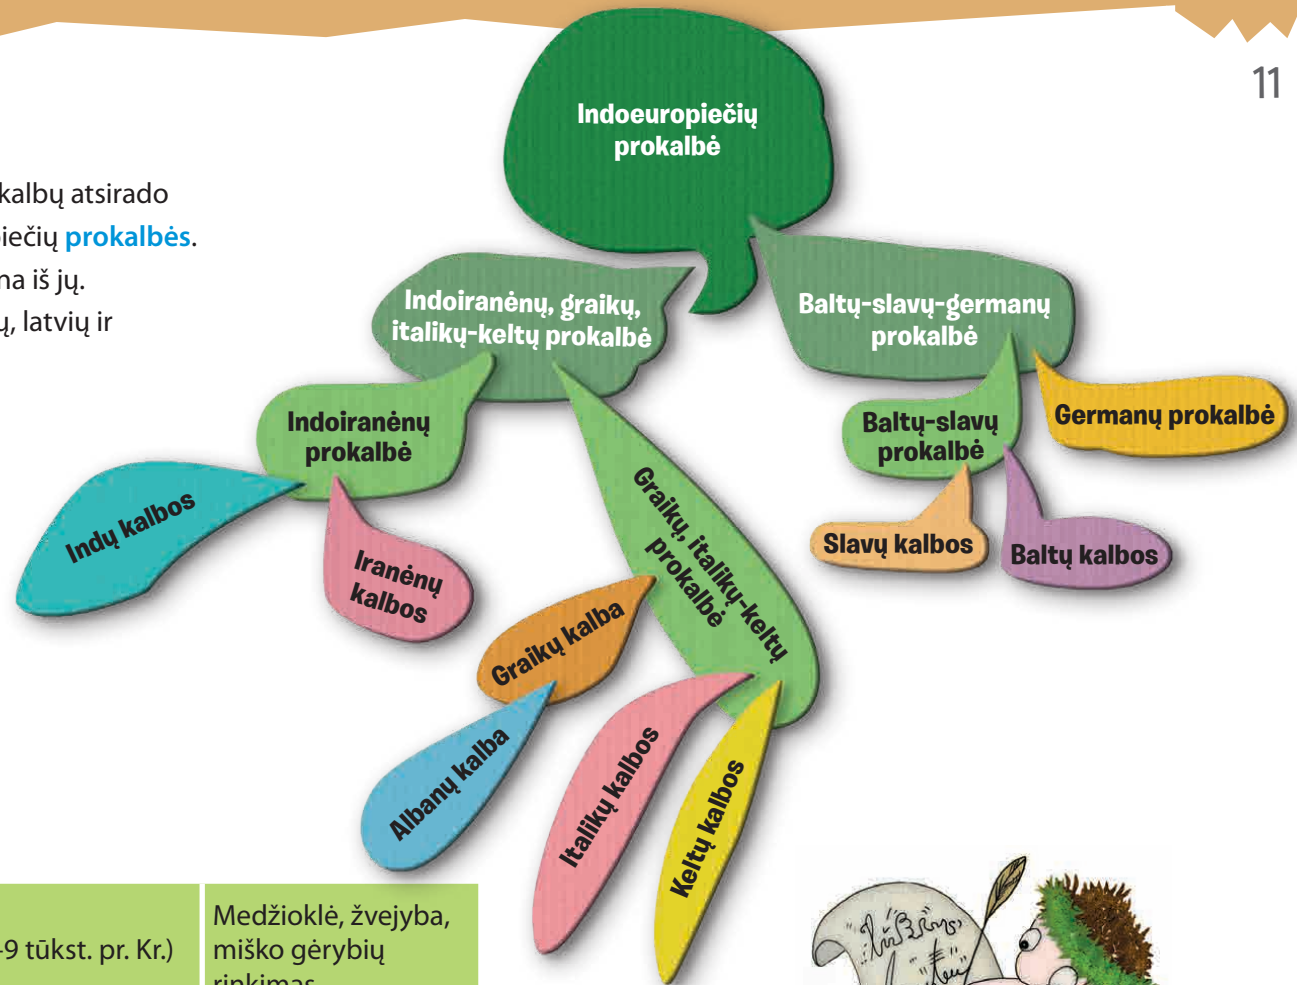 11
kalbų atsirado
piečių prokalbės.
na iš jų.
ų, latvių ir
Indoeuropiečių
prokalbė
Indoiranėnų, graikų,
italikų-keltų prokalbė
Baltų-slavų-germanų
prokalbė
Indoiranėnų
prokalbė
Baltų-slavų
prokalbė
Germanų prokalbė
Indų kalbos
Iranėnų
kalbos
Graikų, italikų-keltų
prokalbė
Slavų kalbos
Baltų kalbos
Graikų kalba
Albanų kalba
Italikų kalbos
Keltų kalbos
-9 tūkst. pr. Kr.)
Medžioklė, žvejyba,
miško gėrybių
rinkimas